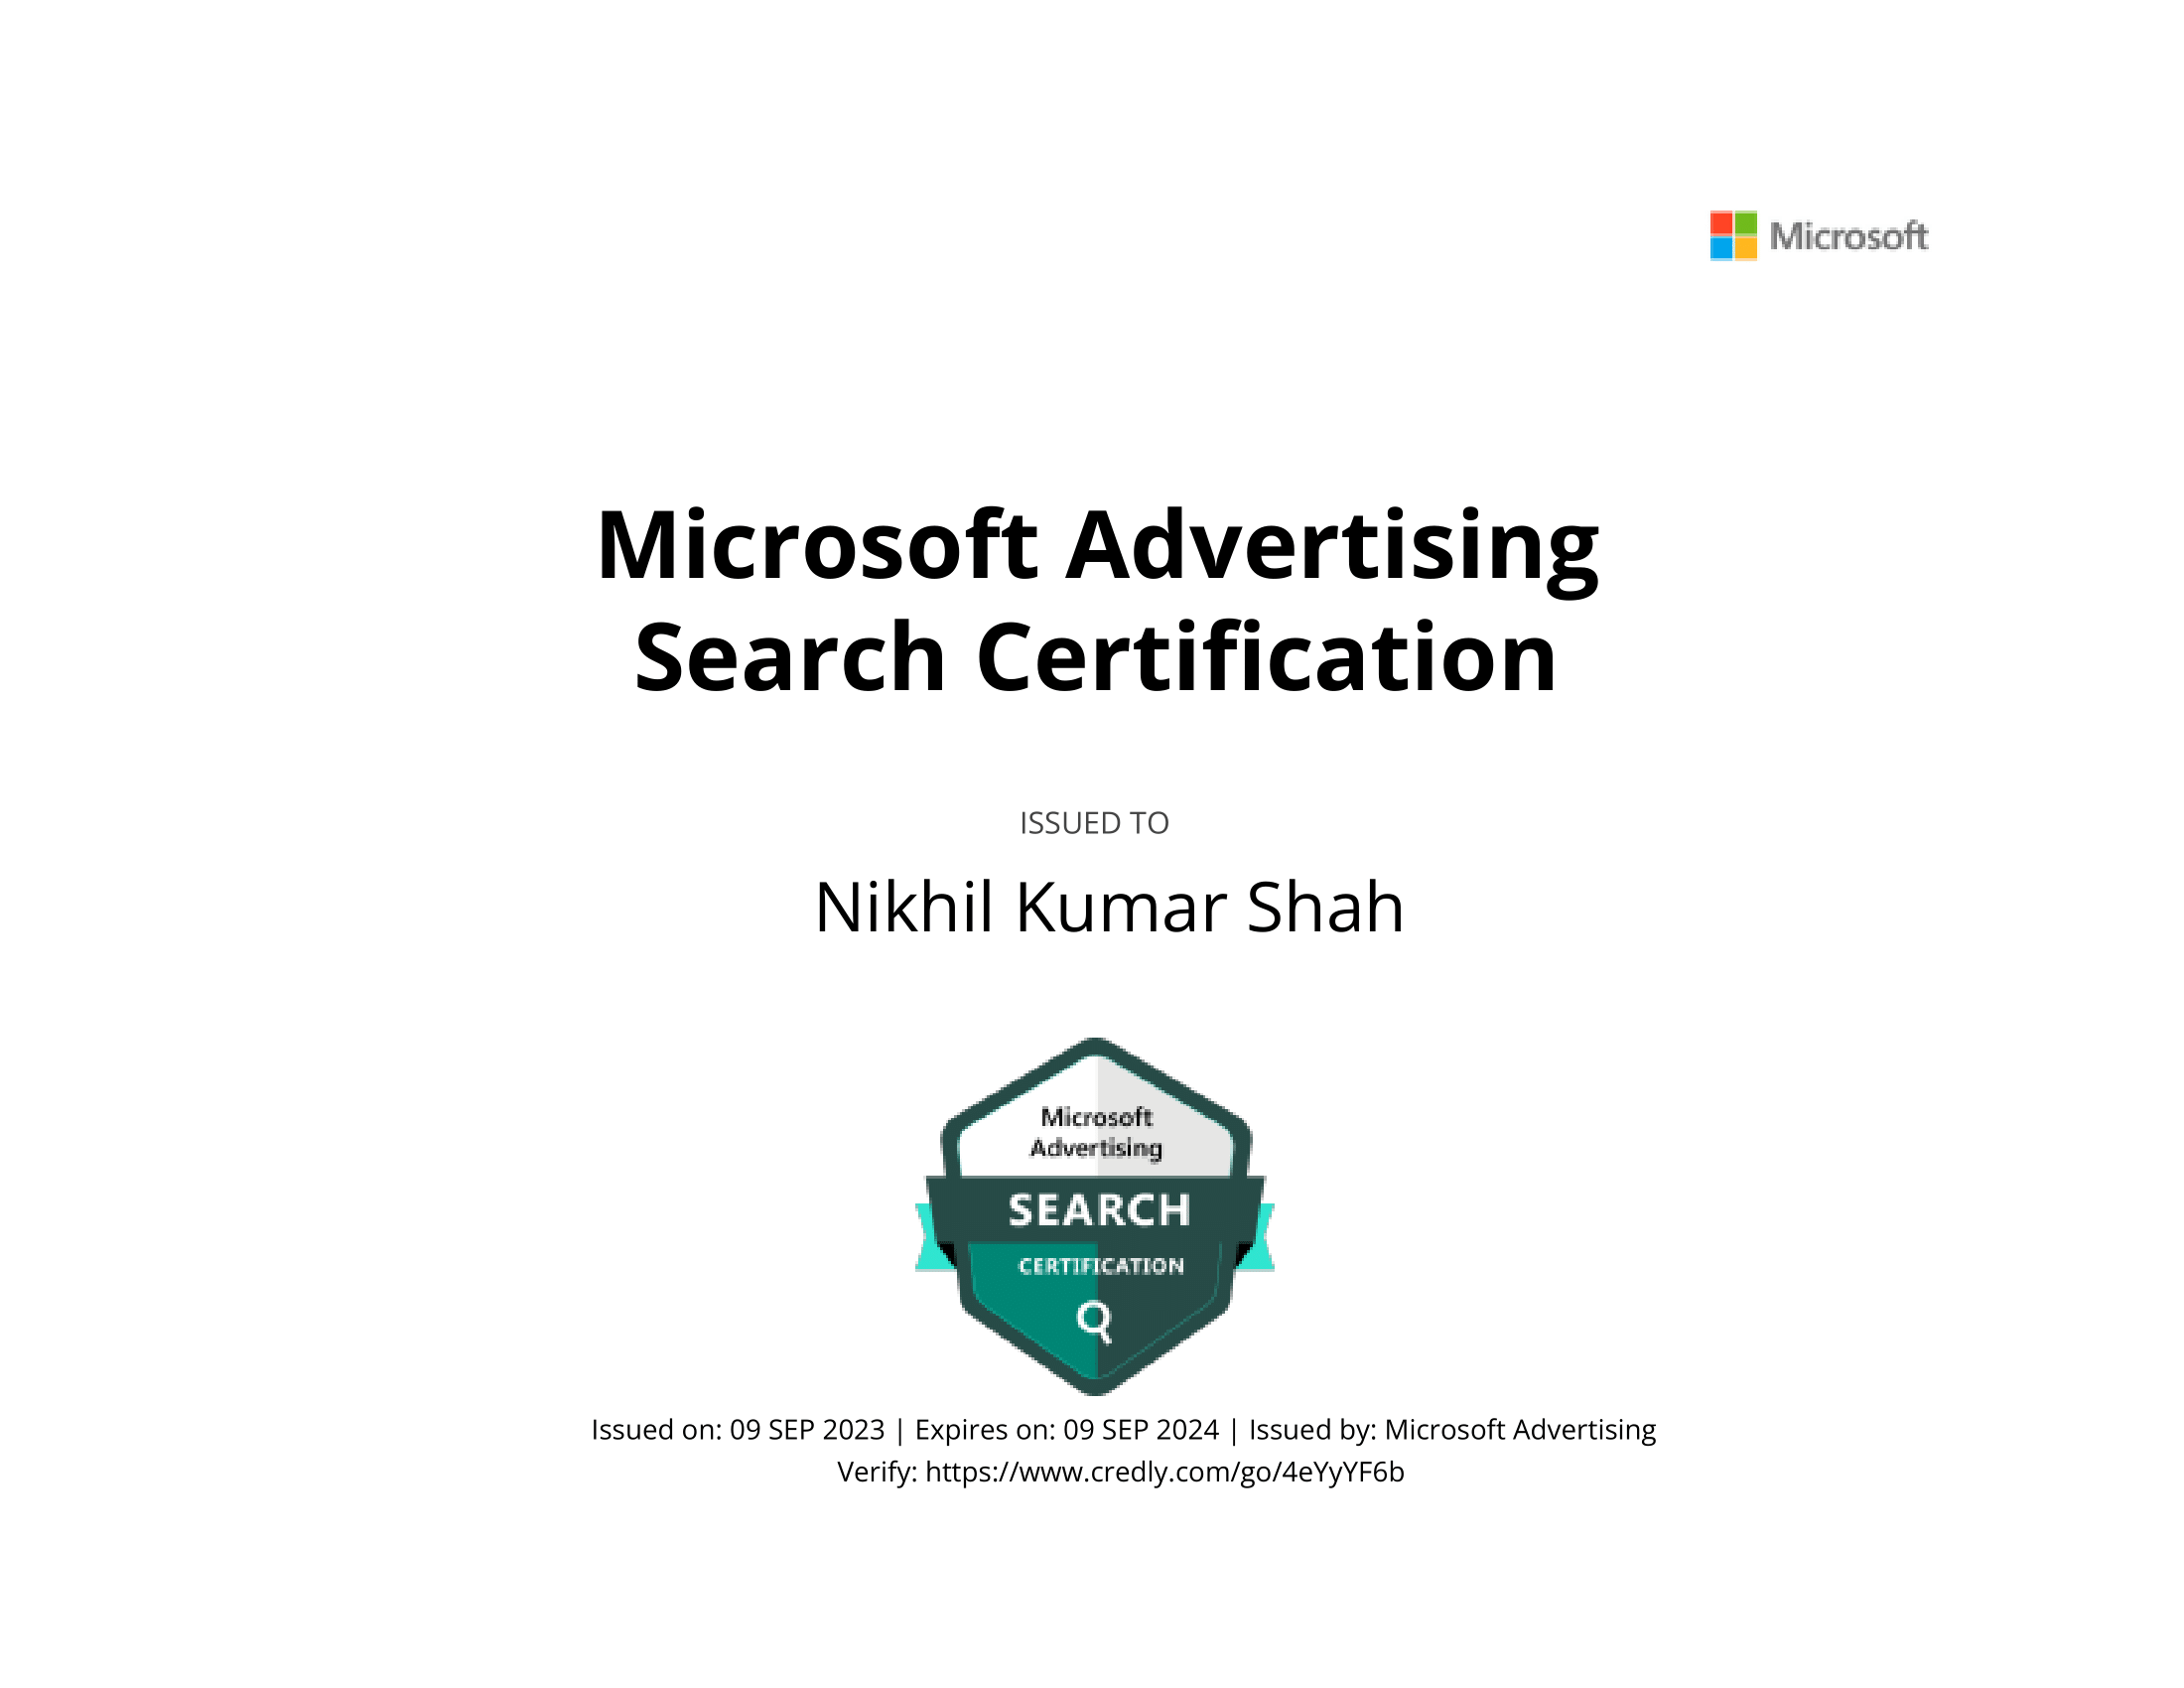 Microsoft
Microsoft Advertising
Search Certification
ISSUED TO
Nikhil Kumar Shah
Microsoft
Advertising
SEARCH
CERTIFICATION
Issued on: 09 SEP 2023 | Expires on: 09 SEP 2024 | Issued by: Microsoft Advertising
Verify: https://www.credly.com/go/4eYyYF6b